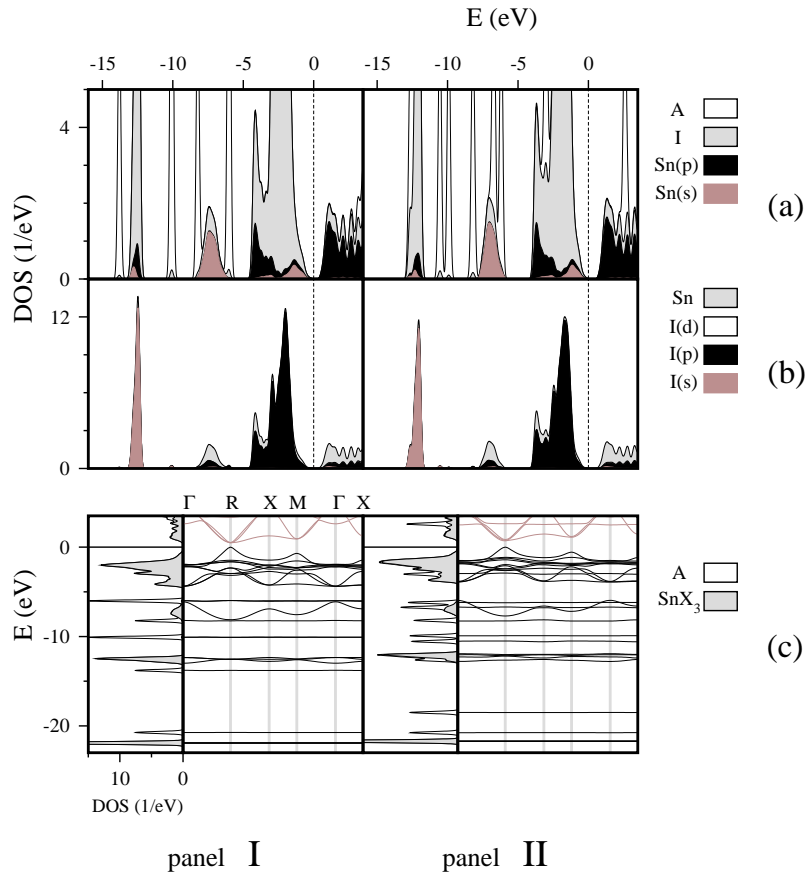 E (eV)
-15 -10 -5 0 -15 -10 -5 0
A
I
Sn(p)
Sn(s)
(a)
4
0
DOS (1/eV)
Sn
I(d)
I(p)
I(s)
(b)
12
0
Γ R X M Γ X
0
-10
-20
E (eV)
A
SnX3
(c)
10 0
DOS (1/eV)
panel I panel II